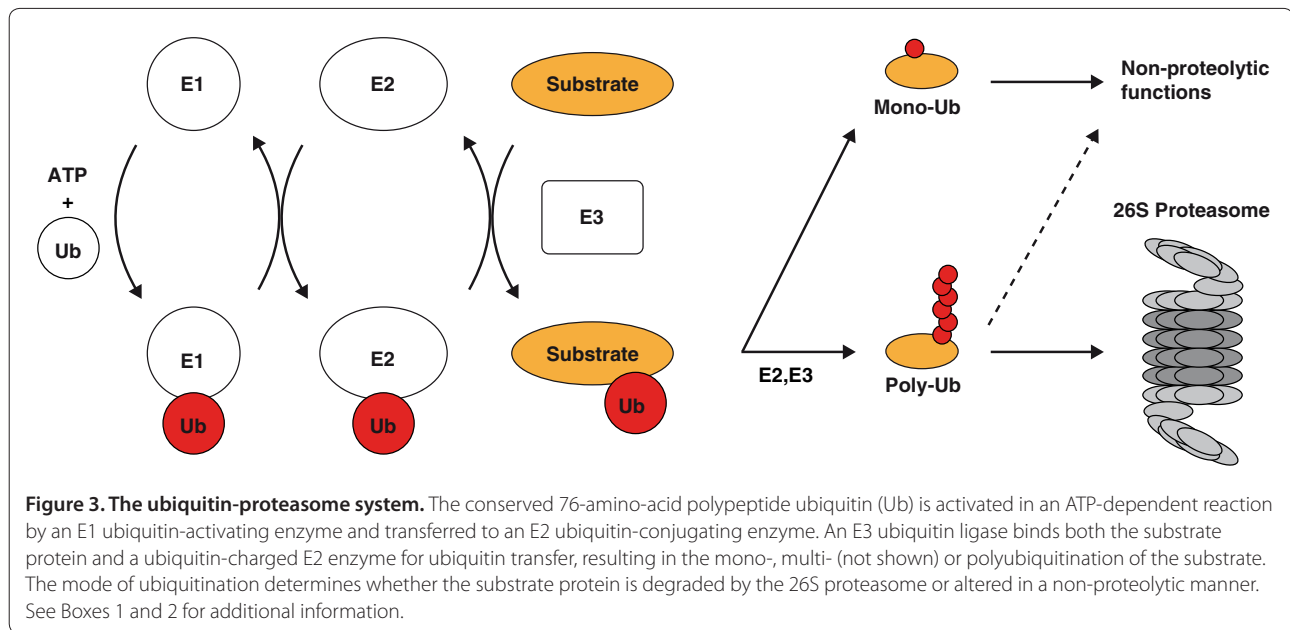 E1
E2
Substrate
ATP
+
Ub
E3
E1
Ub
E2
Ub
Substrate
Ub
Mono-Ub
Non-proteolytic
functions
26S Proteasome
E2,E3
Poly-Ub
Figure 3. The ubiquitin-proteasome system. The conserved 76-amino-acid polypeptide ubiquitin (Ub) is activated in an ATP-dependent reaction
by an E1 ubiquitin-activating enzyme and transferred to an E2 ubiquitin-conjugating enzyme. An E3 ubiquitin ligase binds both the substrate
protein and a ubiquitin-charged E2 enzyme for ubiquitin transfer, resulting in the mono-, multi- (not shown) or polyubiquitination of the substrate.
The mode of ubiquitination determines whether the substrate protein is degraded by the 26S proteasome or altered in a non-proteolytic manner.
See Boxes 1 and 2 for additional information.